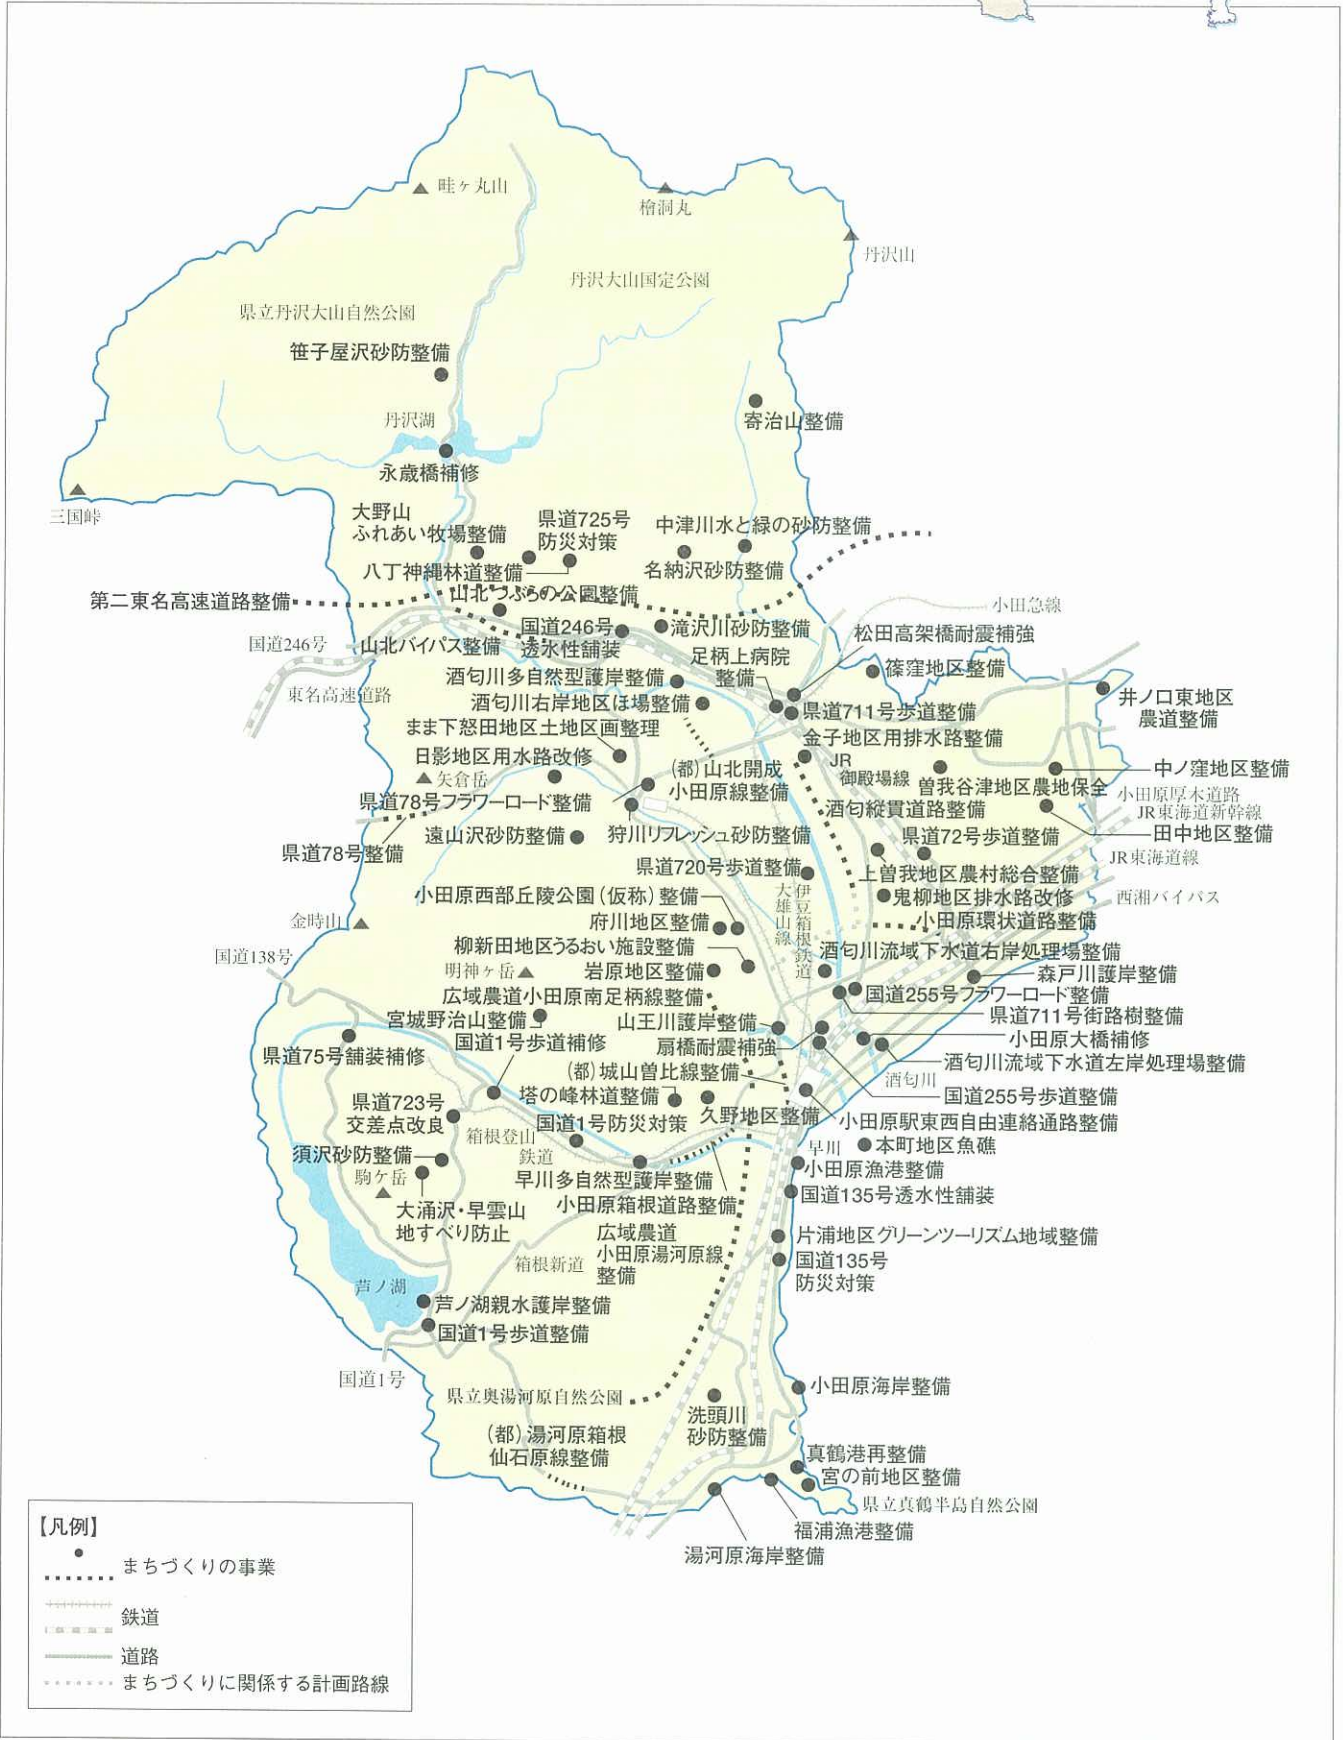 畦ヶ丸山
檜洞丸
丹沢山
丹沢大山国定公園
県立丹沢大山自然公園
笹子屋沢砂防整備
丹沢湖
寄治山整備
永歳橋補修
三国峠
大野山
ふれあい牧場整備
県道725号
防災対策
中津川水と緑の砂防整備
八丁神縄林道整備
名納沢砂防整備
山北つぶらの公園整備
第二東名高速道路整備
小田急線
国道246号
透水性舗装
滝沢川砂防整備
松田高架橋耐震補強
国道246号
山北バイパス整備
足柄上病院
整備
篠窪地区整備
酒匂川多自然型護岸整備
東名高速道路
井ノ口東地区
農道整備
酒匂川右岸地区ほ場整備
県道711号歩道整備
まま下怒田地区土地区画整理
金子地区用排水路整備
日影地区用水路改修
JR
御殿場線
矢倉岳
(都)山北開成
小田原線整備
中ノ窪地区整備
曽我谷津地区農地保全
小田原厚木道路
県道78号フラワーロード整備
酒匂縦貫道路整備
JR東海道新幹線
遠山沢砂防整備
狩川リフレッシュ砂防整備
県道72号歩道整備
田中地区整備
県道78号整備
JR東海道線
県道720号歩道整備
上曽我地区農村総合整備
小田原西部丘陵公園(仮称)整備
伊豆箱根鉄道
大雄山線
鬼柳地区排水路改修
西湘バイパス
金時山
府川地区整備
小田原環状道路整備
柳新田地区うるおい施設整備
酒匂川流域下水道右岸処理場整備
国道138号
明神ヶ岳
岩原地区整備
森戸川護岸整備
広域農道小田原南足柄線整備
国道255号フラワーロード整備
宮城野治山整備
山王川護岸整備
県道711号街路樹整備
県道75号舗装補修
国道1号歩道補修
扇橋耐震補強
小田原大橋補修
(都)城山曽比線整備
酒匂川流域下水道左岸処理場整備
酒匂川
塔の峰林道整備
国道255号歩道整備
県道723号
交差点改良
国道1号防災対策
久野地区整備
小田原駅東西自由連絡通路整備
箱根登山
鉄道
早川
本町地区魚礁
須沢砂防整備
小田原漁港整備
駒ケ岳
早川多自然型護岸整備
国道135号透水性舗装
小田原箱根道路整備
大涌沢・早雲山
地すべり防止
広域農道
小田原湯河原線
整備
片浦地区グリーンツーリズム地域整備
国道135号
防災対策
箱根新道
芦ノ湖
芦ノ湖親水護岸整備
国道1号歩道整備
国道1号
県立奥湯河原自然公園
小田原海岸整備
洗頭川
砂防整備
(都)湯河原箱根
仙石原線整備
真鶴港再整備
宮の前地区整備
県立真鶴半島自然公園
福浦漁港整備
湯河原海岸整備
【凡例】
まちづくりの事業
鉄道
道路
まちづくりに関係する計画路線